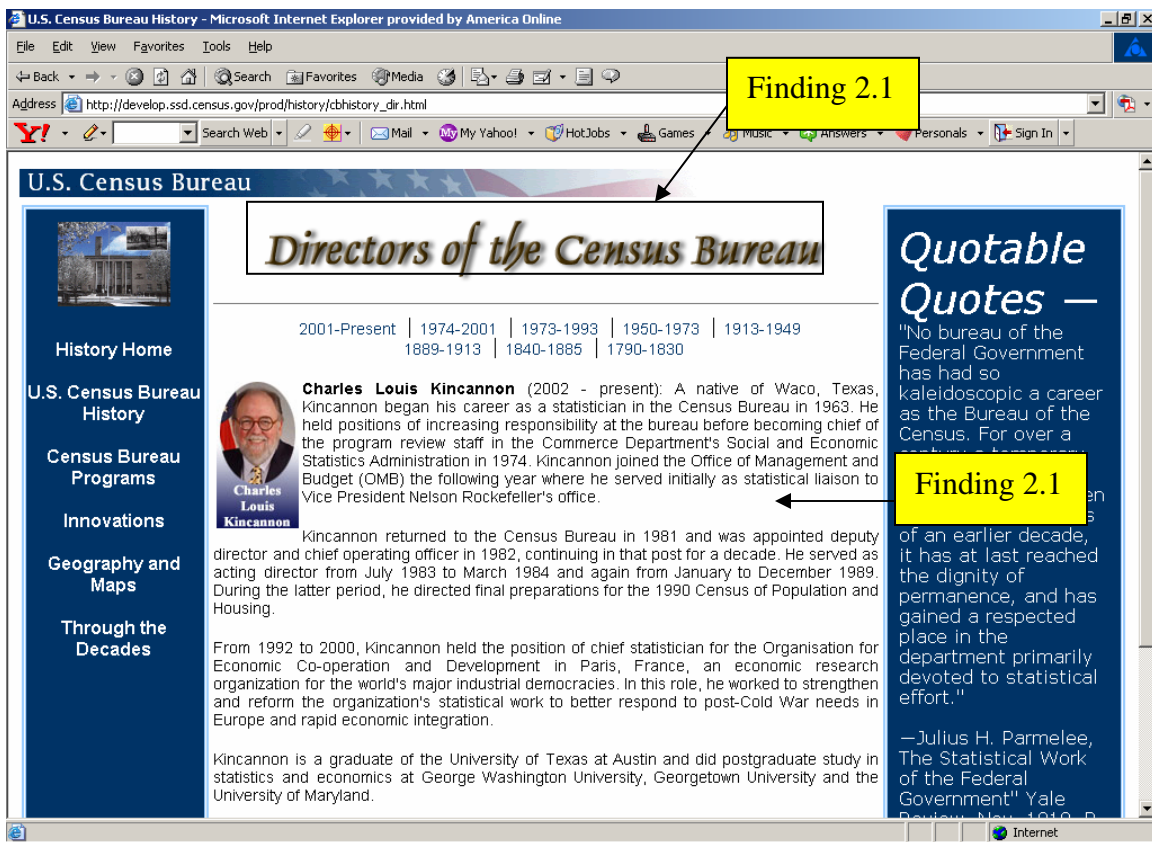 U.S. Census Bureau History - Microsoft Internet Explorer provided by America Online
File Edit View Favorites Tools Help
Back Search Favorites Media
Address http://develop.ssd.census.gov/prod/history/cbhistory_dir.html
Y! Search Web Mail My Yahoo! HotJobs Games Music Answers Personals Sign In
Finding 2.1
U.S. Census Bureau
Directors of the Census Bureau
2001-Present | 1974-2001 | 1973-1993 | 1950-1973 | 1913-1949
1889-1913 | 1840-1885 | 1790-1830
History Home
U.S. Census Bureau
History
Census Bureau
Programs
Innovations
Geography and
Maps
Through the
Decades
Charles
Louis
Kincannon
Charles Louis Kincannon (2002 - present): A native of Waco, Texas,
Kincannon began his career as a statistician in the Census Bureau in 1963. He
held positions of increasing responsibility at the bureau before becoming chief of
the program review staff in the Commerce Department's Social and Economic
Statistics Administration in 1974. Kincannon joined the Office of Management and
Budget (OMB) the following year where he served initially as statistical liaison to
Vice President Nelson Rockefeller's office.
Kincannon returned to the Census Bureau in 1981 and was appointed deputy
director and chief operating officer in 1982, continuing in that post for a decade. He served as
acting director from July 1983 to March 1984 and again from January to December 1989.
During the latter period, he directed final preparations for the 1990 Census of Population and
Housing.
From 1992 to 2000, Kincannon held the position of chief statistician for the Organisation for
Economic Co-operation and Development in Paris, France, an economic research
organization for the world's major industrial democracies. In this role, he worked to strengthen
and reform the organization's statistical work to better respond to post-Cold War needs in
Europe and rapid economic integration.
Kincannon is a graduate of the University of Texas at Austin and did postgraduate study in
statistics and economics at George Washington University, Georgetown University and the
University of Maryland.
Finding 2.1
Quotable
Quotes —
"No bureau of the
Federal Government
has had so
kaleidoscopic a career
as the Bureau of the
Census. For over a
of an earlier decade,
it has at last reached
the dignity of
permanence, and has
gained a respected
place in the
department primarily
devoted to statistical
effort."
—Julius H. Parmelee,
The Statistical Work
of the Federal
Government" Yale
Internet